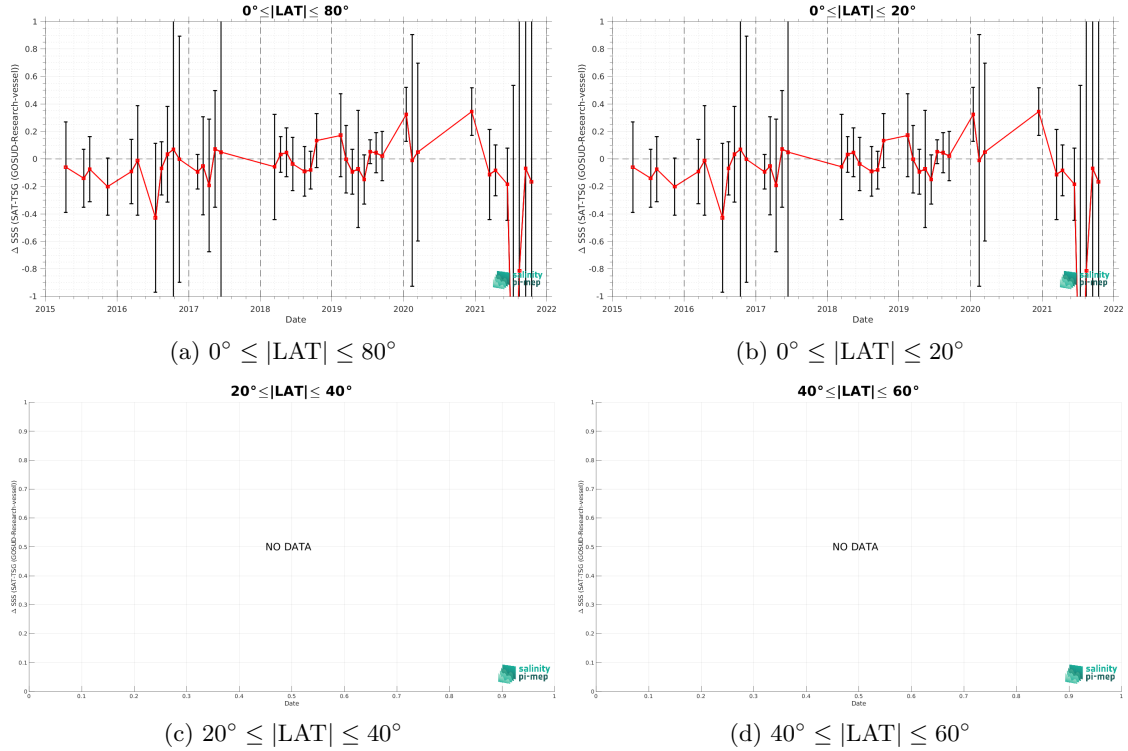 0°≤|LAT|≤ 80°
Δ SSS (SAT-TSG (GOSUD-Research-vessel))
1
0.8
0.6
0.4
0.2
0
-0.2
-0.4
-0.6
-0.8
-1
2015 2016 2017 2018 2019 2020 2021 2022
Date
salinity
pi-mep
(a) 0° ≤ |LAT| ≤ 80°
0°≤|LAT|≤ 20°
Δ SSS (SAT-TSG (GOSUD-Research-vessel))
1
0.8
0.6
0.4
0.2
0
-0.2
-0.4
-0.6
-0.8
-1
2015 2016 2017 2018 2019 2020 2021 2022
Date
salinity
pi-mep
(b) 0° ≤ |LAT| ≤ 20°
20°≤|LAT|≤ 40°
Δ SSS (SAT-TSG (GOSUD-Research-vessel))
1
0.9
0.8
0.7
0.6
0.5
0.4
0.3
0.2
0.1
0
NO DATA
0 0.1 0.2 0.3 0.4 0.5 0.6 0.7 0.8 0.9 1
Date
salinity
pi-mep
(c) 20° ≤ |LAT| ≤ 40°
40°≤|LAT|≤ 60°
Δ SSS (SAT-TSG (GOSUD-Research-vessel))
1
0.9
0.8
0.7
0.6
0.5
0.4
0.3
0.2
0.1
0
NO DATA
0 0.1 0.2 0.3 0.4 0.5 0.6 0.7 0.8 0.9 1
Date
salinity
pi-mep
(d) 40° ≤ |LAT| ≤ 60°